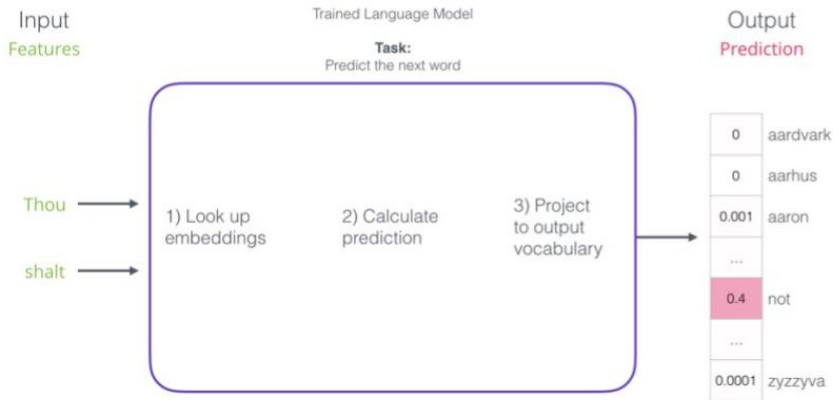 Input
Features
Trained Language Model
Task:
Predict the next word
Output
Prediction
Thou
shalt
1) Look up
embeddings
2) Calculate
prediction
3) Project
to output
vocabulary
0 aardvark
0 aarhus
0.001 aaron
...
0.4 not
...
0.0001 zyzzyva